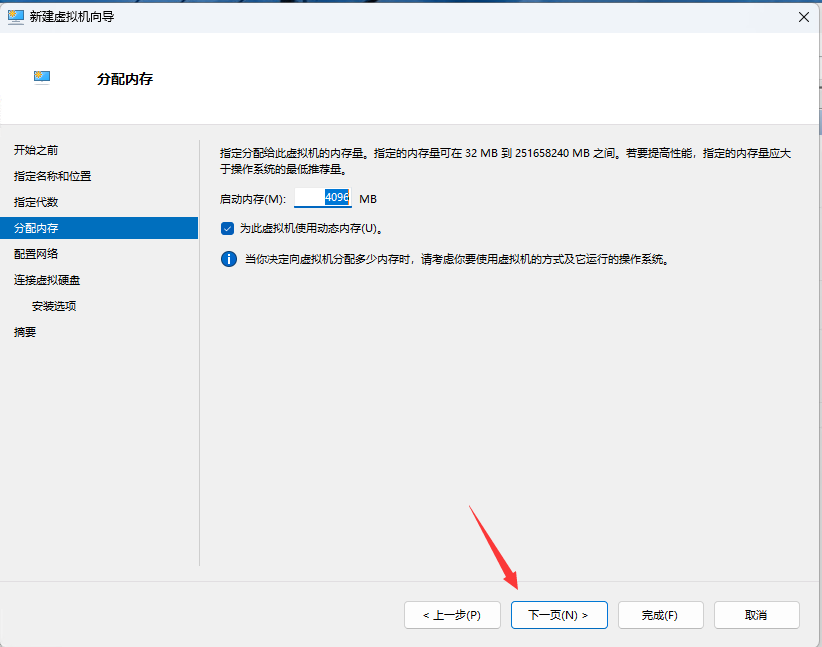 新建虚拟机向导
分配内存
开始之前
指定名称和位置
指定代数
分配内存
配置网络
连接虚拟硬盘
安装选项
摘要
指定分配给此虚拟机的内存量。指定的内存量可在 32 MB 到 251658240 MB 之间。若要提高性能，指定的内存量应大
于操作系统的最低推荐量。
启动内存(M): 4096 MB
为此虚拟机使用动态内存(U)。
当你决定向虚拟机分配多少内存时，请考虑你要使用虚拟机的方式及它运行的操作系统。
< 上一步(P) 下一页(N) > 完成(F) 取消